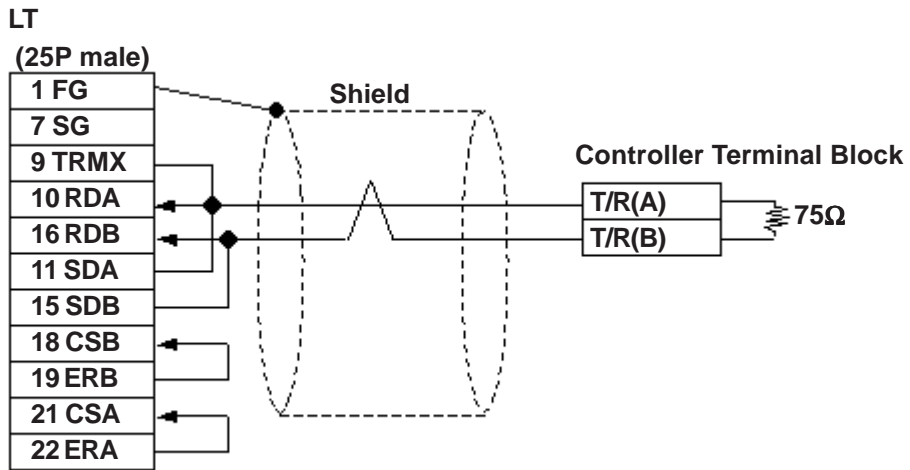 LT
(25P male)
1 FG
7 SG
9 TRMX
10 RDA
16 RDB
11 SDA
15 SDB
18 CSB
19 ERB
21 CSA
22 ERA
Shield
Controller Terminal Block
T/R(A)
T/R(B)
75Ω